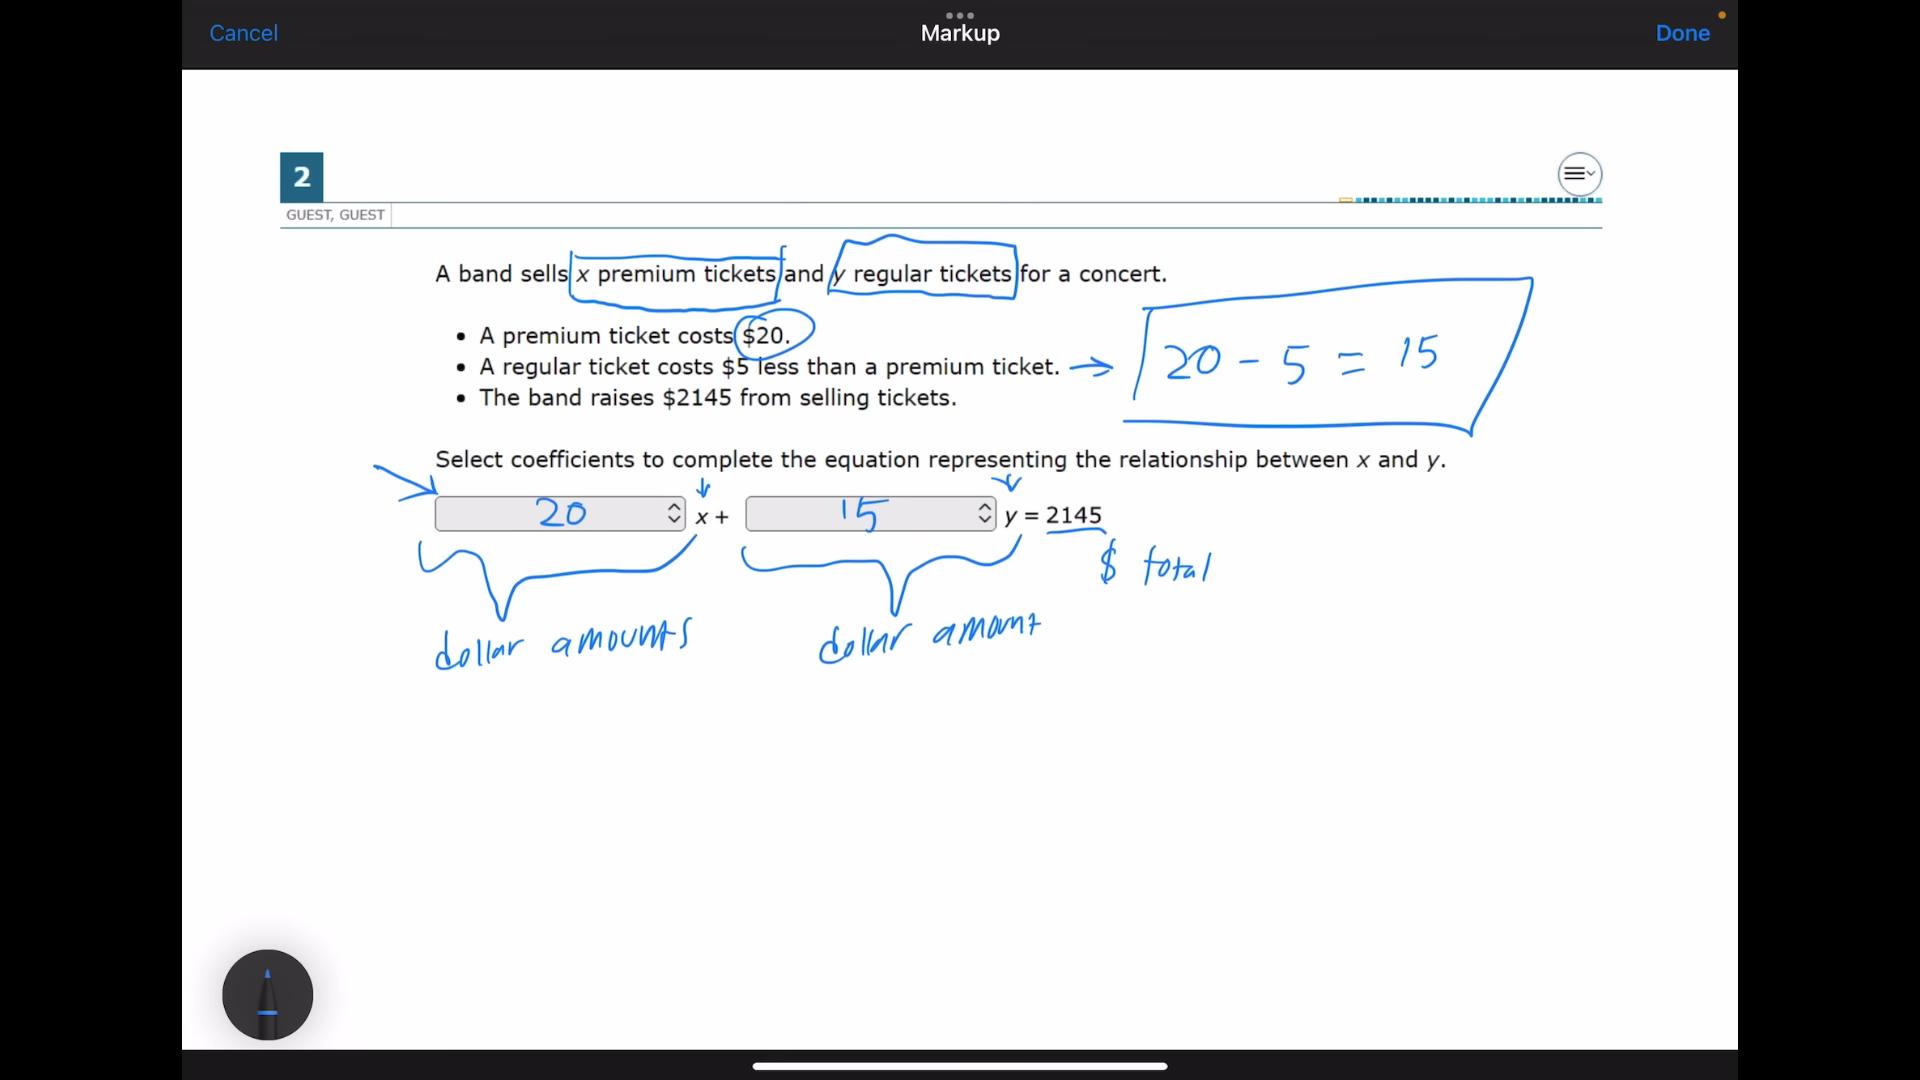 Cancel
Markup
Done
2
GUEST, GUEST
A band sells x premium tickets and y regular tickets for a concert.
• A premium ticket costs $20.
• A regular ticket costs $5 less than a premium ticket.
20 - 5 = 15
• The band raises $2145 from selling tickets.
Select coefficients to complete the equation representing the relationship between x and y.
20 x + 15 y = 2145
$ total
dollar amounts
dollar amount